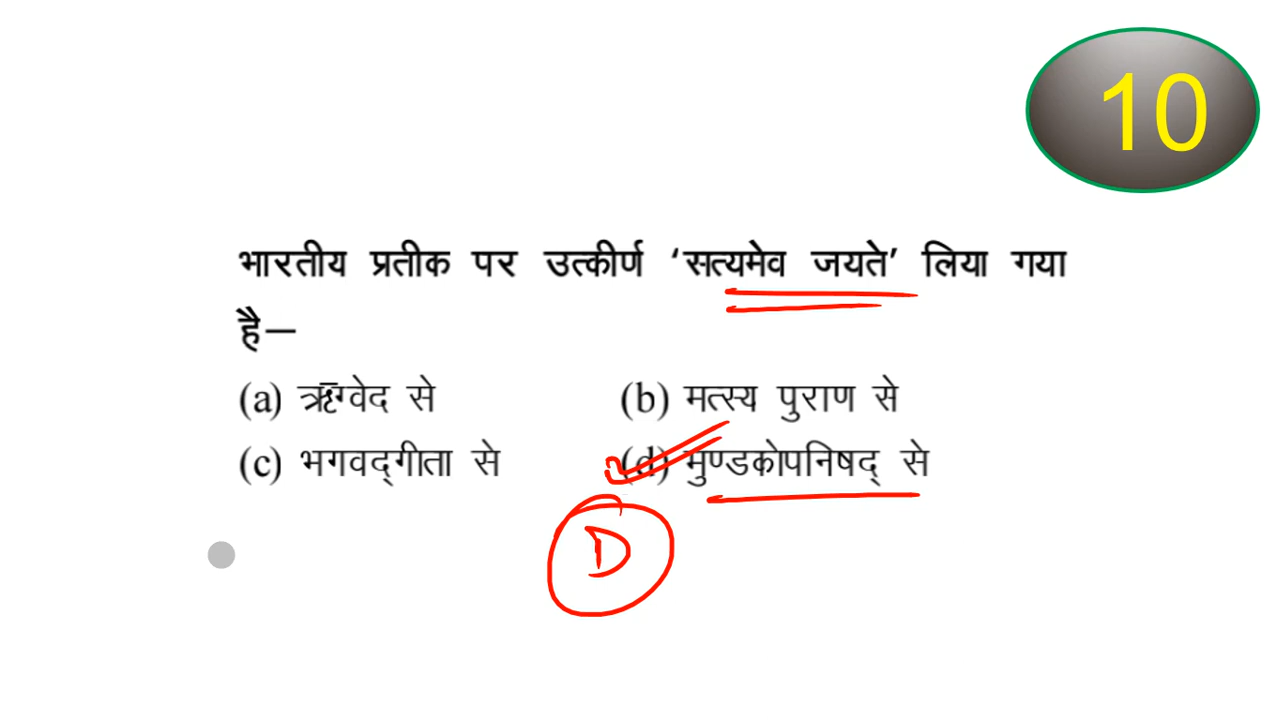 10
भारतीय प्रतीक पर उत्कीर्ण ‘सत्यमेव जयते’ लिया गया
है—
(a) ऋग्वेद से (b) मत्स्य पुराण से
(c) भगवद्गीता से (d) मुण्डकोपनिषद् से
D